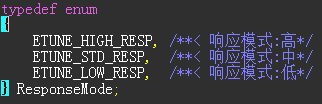 typedef enum
{
    ETUNE_HIGH_RESP, /**< 响应模式:高*/
    ETUNE_STD_RESP,  /**< 响应模式:中*/
    ETUNE_LOW_RESP,  /**< 响应模式:低*/
} ResponseMode;